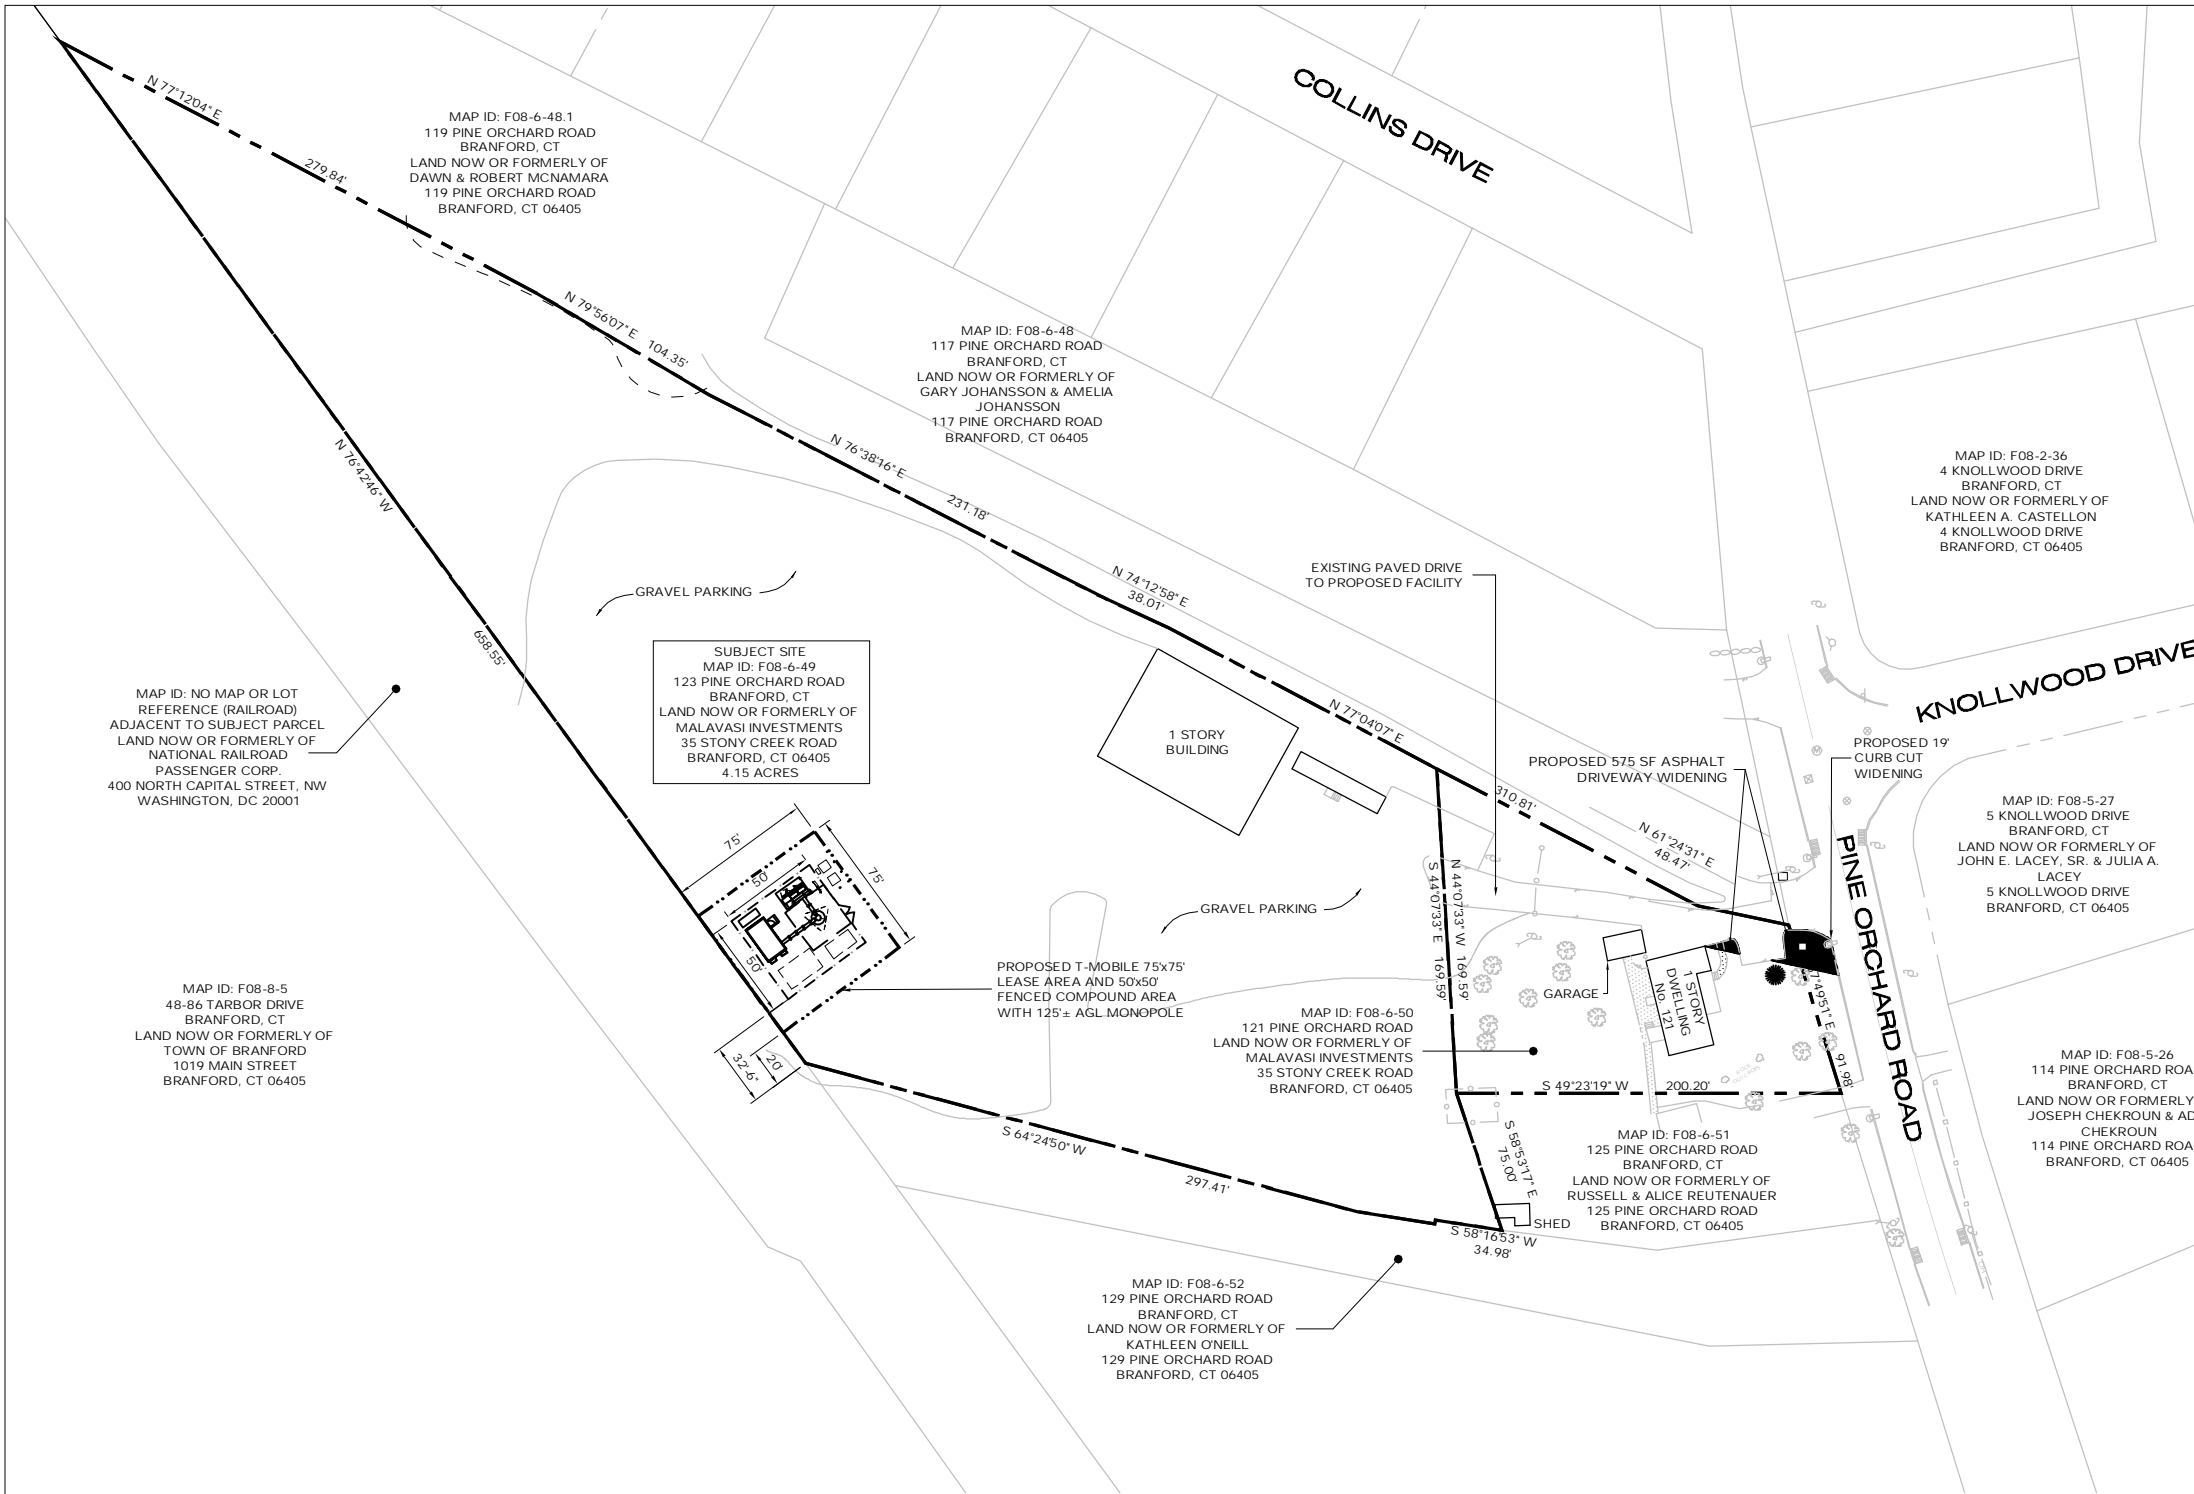 COLLINS DRIVE
N 77°12'04" E
279.84'
MAP ID: F08-6-48.1
119 PINE ORCHARD ROAD
BRANFORD, CT
LAND NOW OR FORMERLY OF
DAWN & ROBERT MCNAMARA
119 PINE ORCHARD ROAD
BRANFORD, CT 06405
N 79°56'07" E
104.35'
MAP ID: F08-6-48
117 PINE ORCHARD ROAD
BRANFORD, CT
LAND NOW OR FORMERLY OF
GARY JOHANSSON & AMELIA
JOHANSSON
117 PINE ORCHARD ROAD
BRANFORD, CT 06405
N 76°38'16" E
231.18'
N 76°42'46" W
658.55'
MAP ID: F08-2-36
4 KNOLLWOOD DRIVE
BRANFORD, CT
LAND NOW OR FORMERLY OF
KATHLEEN A. CASTELLON
4 KNOLLWOOD DRIVE
BRANFORD, CT 06405
EXISTING PAVED DRIVE
TO PROPOSED FACILITY
N 74°12'58" E
38.01'
GRAVEL PARKING
SUBJECT SITE
MAP ID: F08-6-49
123 PINE ORCHARD ROAD
BRANFORD, CT
LAND NOW OR FORMERLY OF
MALAVASI INVESTMENTS
35 STONY CREEK ROAD
BRANFORD, CT 06405
4.15 ACRES
MAP ID: NO MAP OR LOT
REFERENCE (RAILROAD)
ADJACENT TO SUBJECT PARCEL
LAND NOW OR FORMERLY OF
NATIONAL RAILROAD
PASSENGER CORP.
400 NORTH CAPITAL STREET, NW
WASHINGTON, DC 20001
1 STORY
BUILDING
N 77°04'07" E
310.81'
KNOLLWOOD DRIVE
PROPOSED 575 SF ASPHALT
DRIVEWAY WIDENING
PROPOSED 19'
CURB CUT
WIDENING
N 61°24'31" E
48.47'
MAP ID: F08-5-27
5 KNOLLWOOD DRIVE
BRANFORD, CT
LAND NOW OR FORMERLY OF
JOHN E. LACEY, SR. & JULIA A.
LACEY
5 KNOLLWOOD DRIVE
BRANFORD, CT 06405
PINE ORCHARD ROAD
75'
50'
75'
50'
GRAVEL PARKING
N 44°07'33" W 169.59'
S 44°07'33" E 169.59'
PROPOSED T-MOBILE 75'x75'
LEASE AREA AND 50'x50'
FENCED COMPOUND AREA
WITH 125'± AGL MONOPOLE
GARAGE
1 STORY
DWELLING
No. 121
7°49'51" E
91.98'
MAP ID: F08-8-5
48-86 TARBOR DRIVE
BRANFORD, CT
LAND NOW OR FORMERLY OF
TOWN OF BRANFORD
1019 MAIN STREET
BRANFORD, CT 06405
MAP ID: F08-6-50
121 PINE ORCHARD ROAD
LAND NOW OR FORMERLY OF
MALAVASI INVESTMENTS
35 STONY CREEK ROAD
BRANFORD, CT 06405
20'
32'-6"
S 49°23'19" W 200.20'
MAP ID: F08-5-26
114 PINE ORCHARD ROA
BRANFORD, CT
LAND NOW OR FORMERLY
JOSEPH CHEKROUN & AD
CHEKROUN
114 PINE ORCHARD ROA
BRANFORD, CT 06405
S 64°24'50" W
297.41'
S 58°53'17" E
75.00'
MAP ID: F08-6-51
125 PINE ORCHARD ROAD
BRANFORD, CT
LAND NOW OR FORMERLY OF
RUSSELL & ALICE REUTENAUER
125 PINE ORCHARD ROAD
BRANFORD, CT 06405
SHED
S 58°16'53" W
34.98'
MAP ID: F08-6-52
129 PINE ORCHARD ROAD
BRANFORD, CT
LAND NOW OR FORMERLY OF
KATHLEEN O'NEILL
129 PINE ORCHARD ROAD
BRANFORD, CT 06405